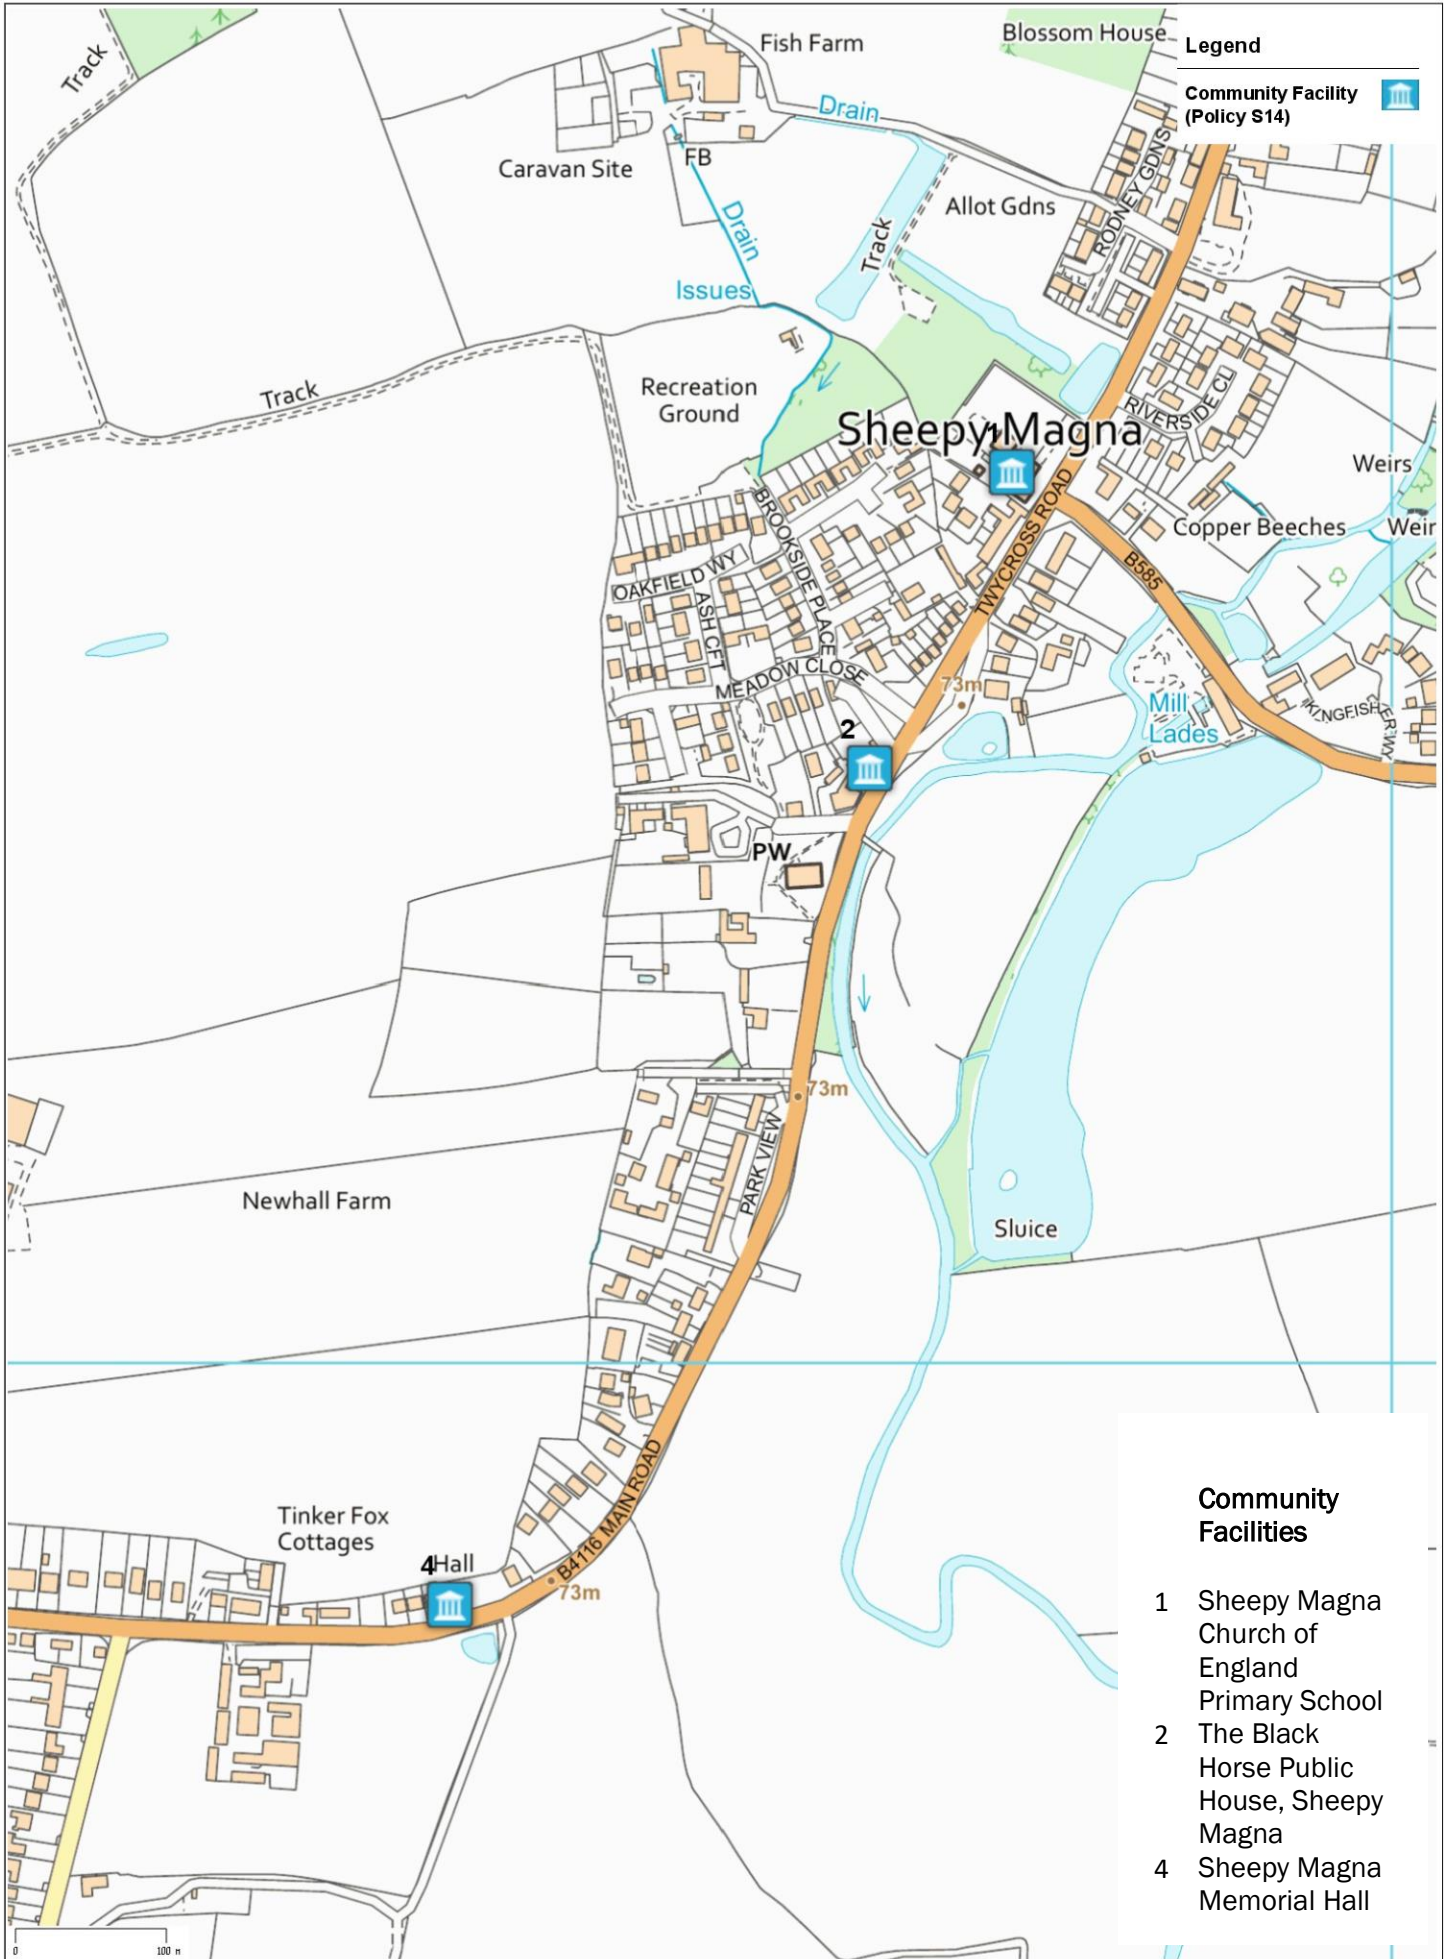 Fish Farm
Blossom House
Legend
Track
Community Facility
(Policy S14)
Drain
RODNEY GDNS
FB
Caravan Site
Allot Gdns
Drain
Track
Issues
Track
Recreation
Ground
RIVERSIDE CL
1
Sheepy Magna
Weirs
TWYCROSS ROAD
Copper Beeches
Weir
BROOKSIDE PLACE
B585
OAKFIELD WY
ASH CFT
MEADOW CLOSE
73m
Mill
Lades
KINGFISHER WY
2
PW
73m
PARK VIEW
Newhall Farm
Sluice
B4116 MAIN ROAD
Tinker Fox
Cottages
4
Hall
73m
Community
Facilities
1 Sheepy Magna
Church of
England
Primary School
2 The Black
Horse Public
House, Sheepy
Magna
4 Sheepy Magna
Memorial Hall
0 100 m